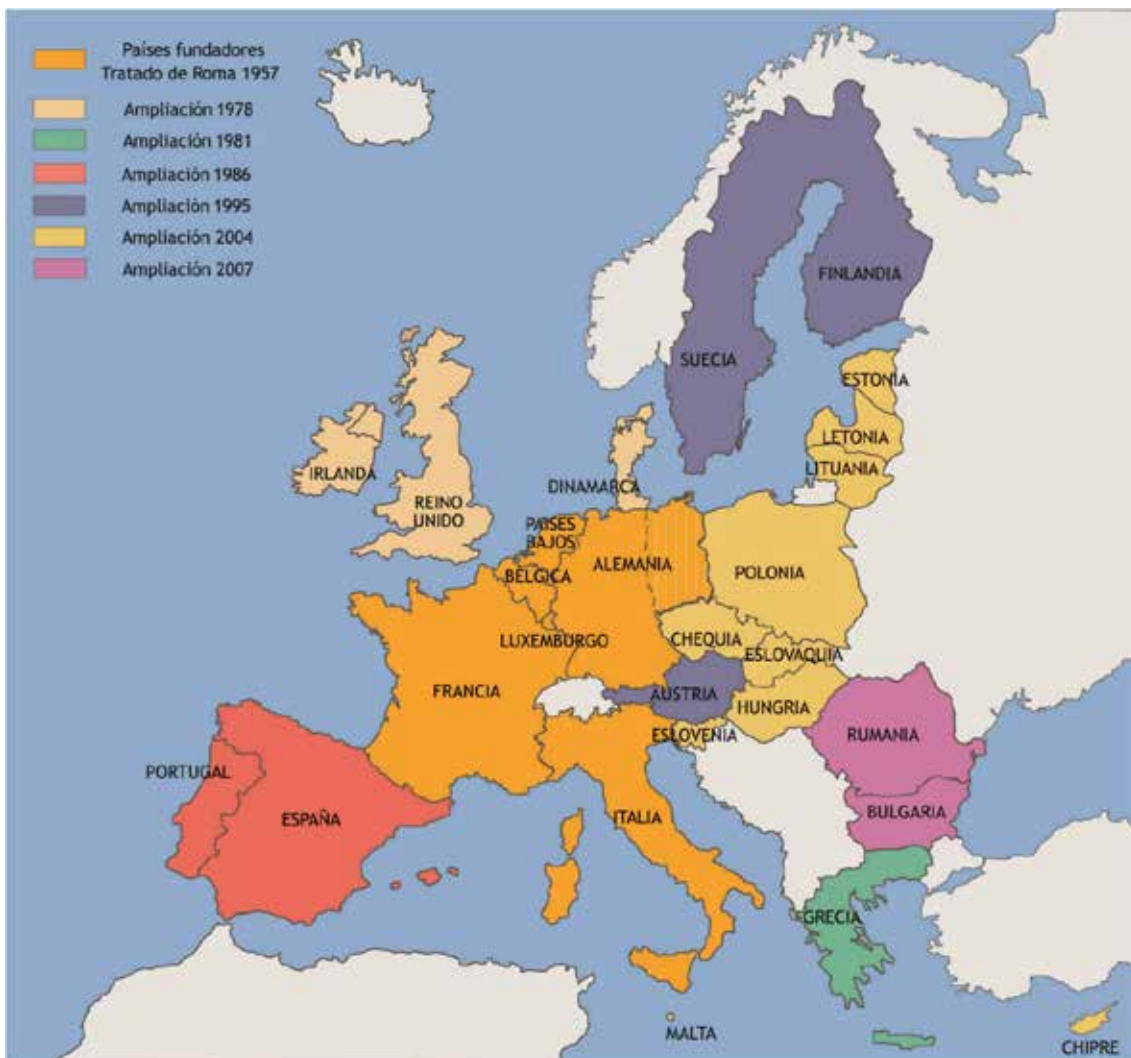 Países fundadores
Tratado de Roma 1957
Ampliación 1978
Ampliación 1981
Ampliación 1986
Ampliación 1995
Ampliación 2004
Ampliación 2007
FINLANDIA
SUECIA
ESTONIA
LETONIA
LITUANIA
IRLANDA
DINAMARCA
REINO
UNIDO
PAÍSES
BAJOS
ALEMANIA
POLONIA
BÉLGICA
LUXEMBURGO
CHEQUIA
ESLOVAQUIA
FRANCIA
AUSTRIA
HUNGRIA
ESLOVENIA
RUMANIA
PORTUGAL
ESPAÑA
ITALIA
BULGARIA
GRECIA
MALTA
CHIPRE